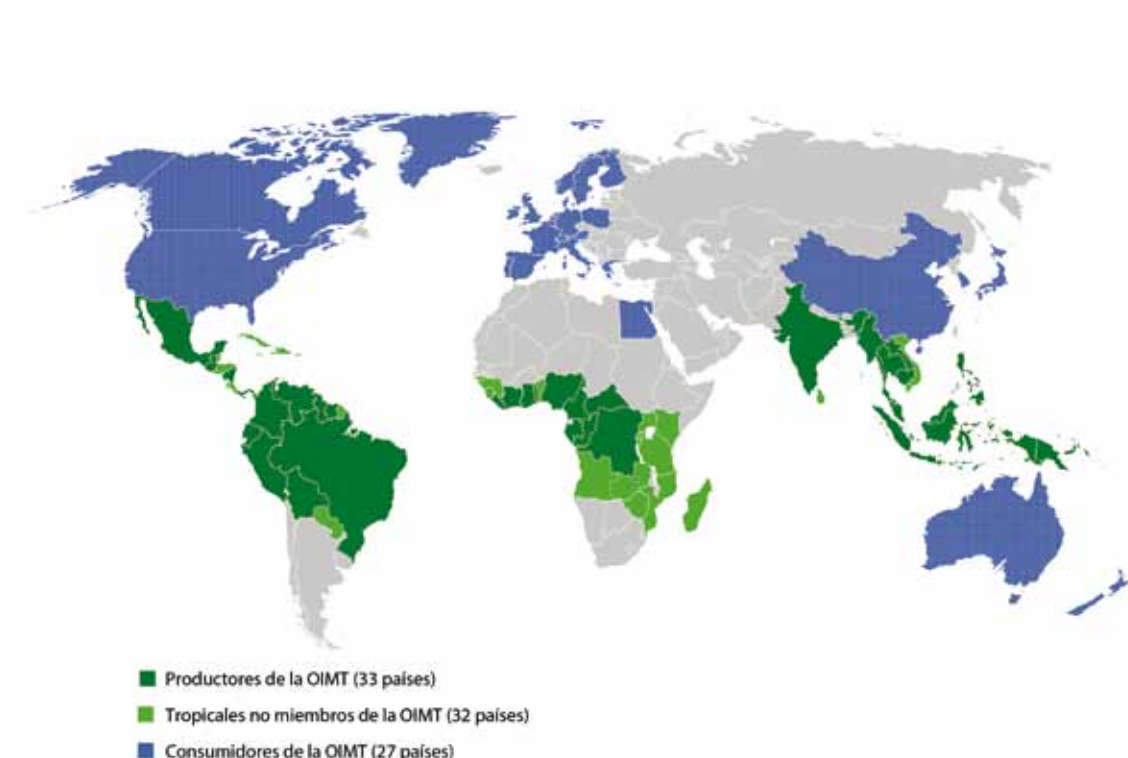 Productores de la OIMT (33 países)
Tropicales no miembros de la OIMT (32 países)
Consumidores de la OIMT (27 países)